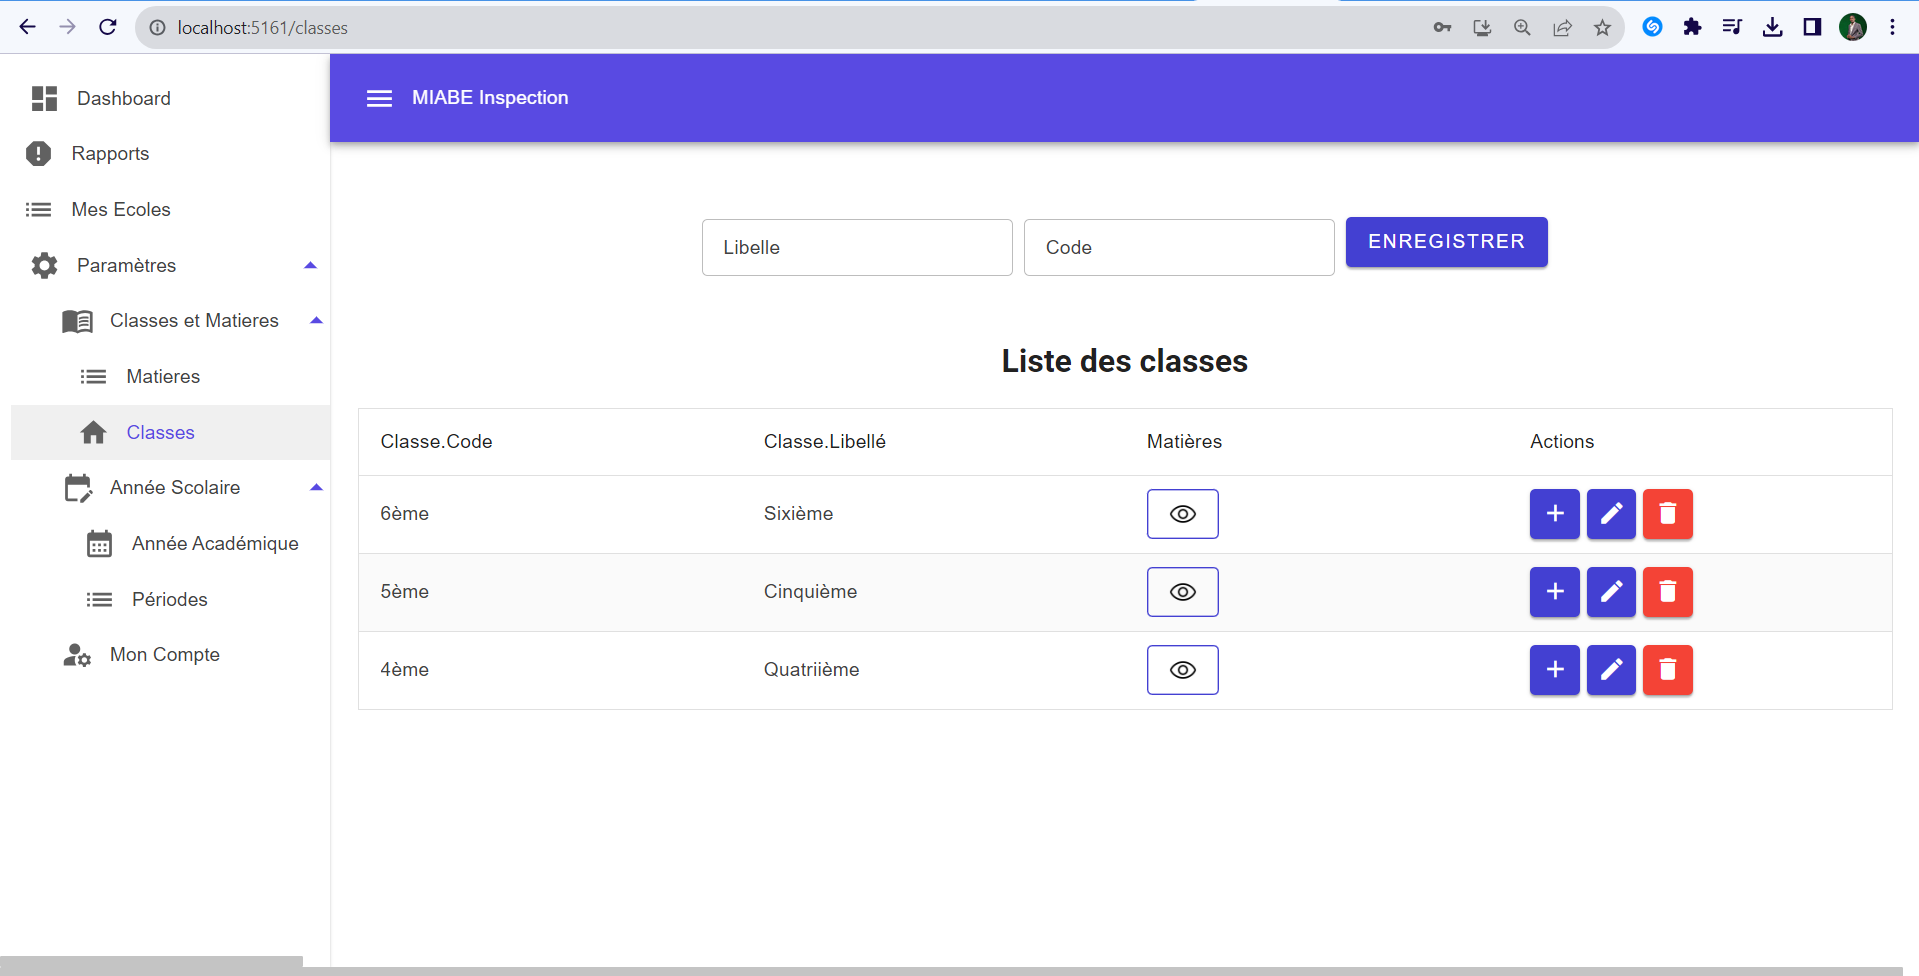 localhost:5161/classes
Dashboard
Rapports
Mes Ecoles
Paramètres
Classes et Matieres
Matieres
Classes
Année Scolaire
Année Académique
Périodes
Mon Compte
MIABE Inspection
Libelle Code ENREGISTRER
Liste des classes
Classe.Code Classe.Libellé Matières Actions
6ème Sixième
5ème Cinquième
4ème Quatriième